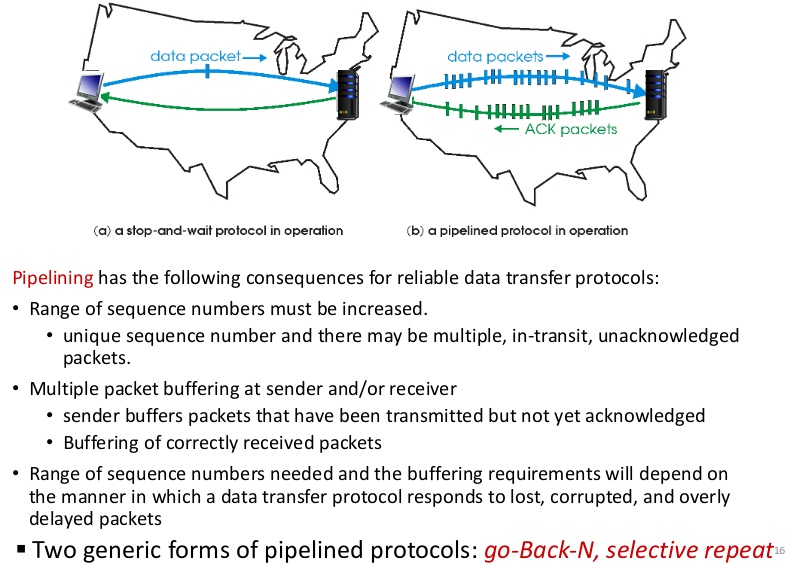 data packet
data packets
ACK packets
(a) a stop-and-wait protocol in operation
(b) a pipelined protocol in operation
Pipelining has the following consequences for reliable data transfer protocols:
• Range of sequence numbers must be increased.
• unique sequence number and there may be multiple, in-transit, unacknowledged
packets.
• Multiple packet buffering at sender and/or receiver
• sender buffers packets that have been transmitted but not yet acknowledged
• Buffering of correctly received packets
• Range of sequence numbers needed and the buffering requirements will depend on
the manner in which a data transfer protocol responds to lost, corrupted, and overly
delayed packets
▪ Two generic forms of pipelined protocols: go-Back-N, selective repeat
16